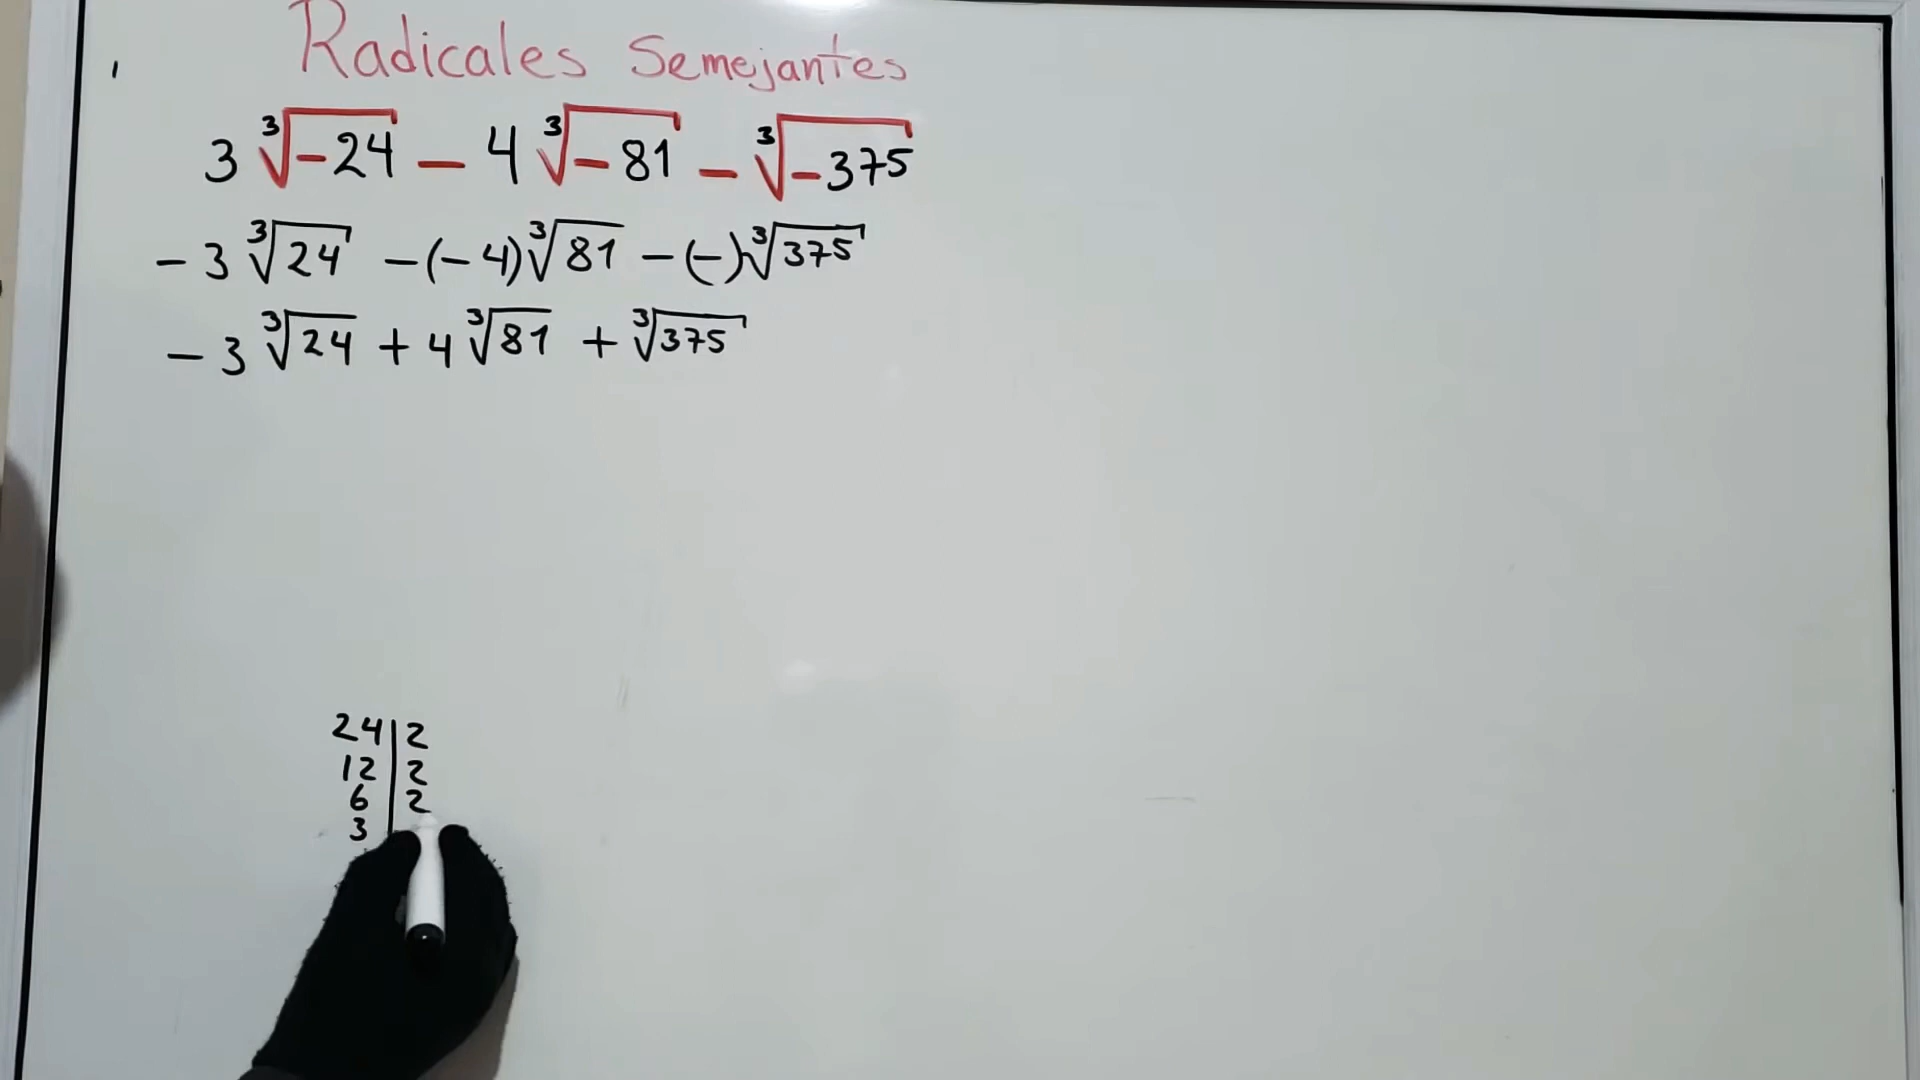 Radicales Semejantes
3 ∛-24 - 4 ∛-81 - ∛-375
- 3 ∛24 - (- 4) ∛81 - (-) ∛375
- 3 ∛24 + 4 ∛81 + ∛375
24 | 2
12 | 2
6 | 2
3 |